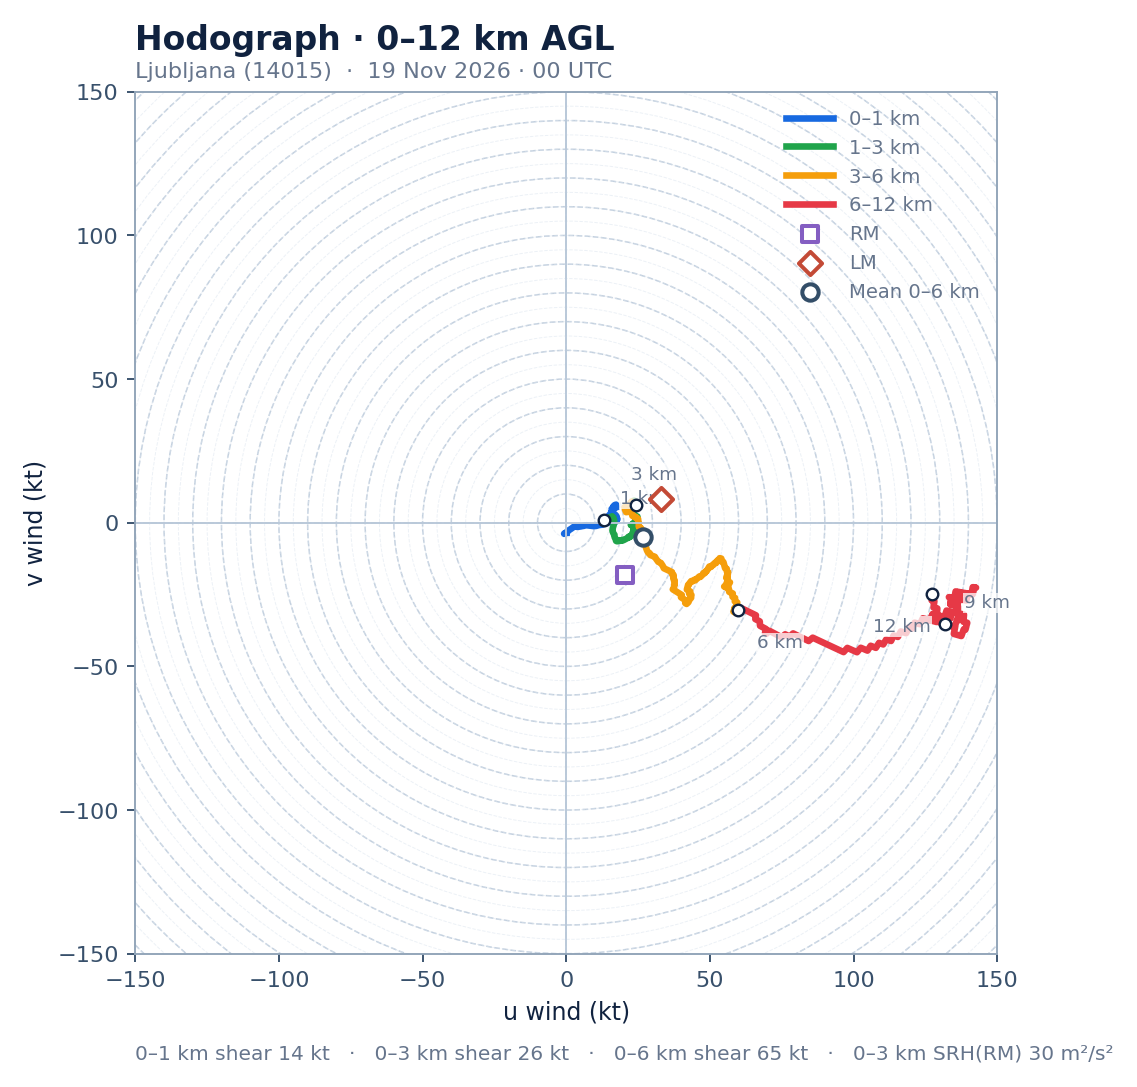 Hodograph · 0–12 km AGL
Ljubljana (14015) · 19 Nov 2026 · 00 UTC
0–1 km
1–3 km
3–6 km
6–12 km
RM
LM
Mean 0–6 km
150
100
50
0
−50
−100
−150
v wind (kt)
3 km
1 k
9 km
12 km
6 km
−150
−100
−50
0
50
100
150
u wind (kt)
0–1 km shear 14 kt · 0–3 km shear 26 kt · 0–6 km shear 65 kt · 0–3 km SRH(RM) 30 m²/s²